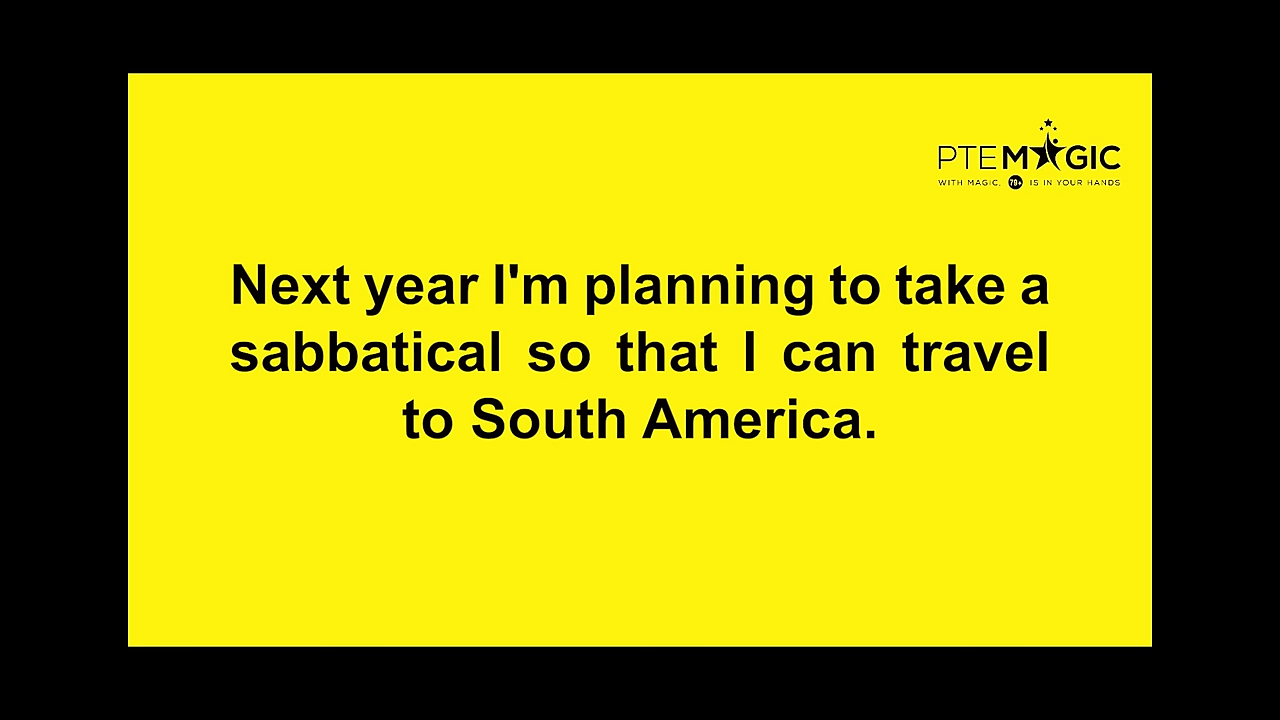 PTEMAGIC
WITH MAGIC, 79+ IS IN YOUR HANDS
Next year I'm planning to take a
sabbatical so that I can travel
to South America.